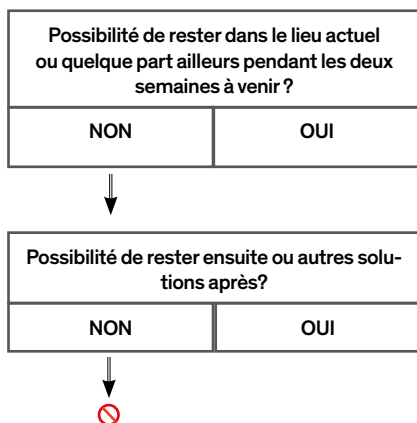 Possibilité de rester dans le lieu actuel
ou quelque part ailleurs pendant les deux
semaines à venir ?
NON OUI
Possibilité de rester ensuite ou autres solu-
tions après?
NON OUI